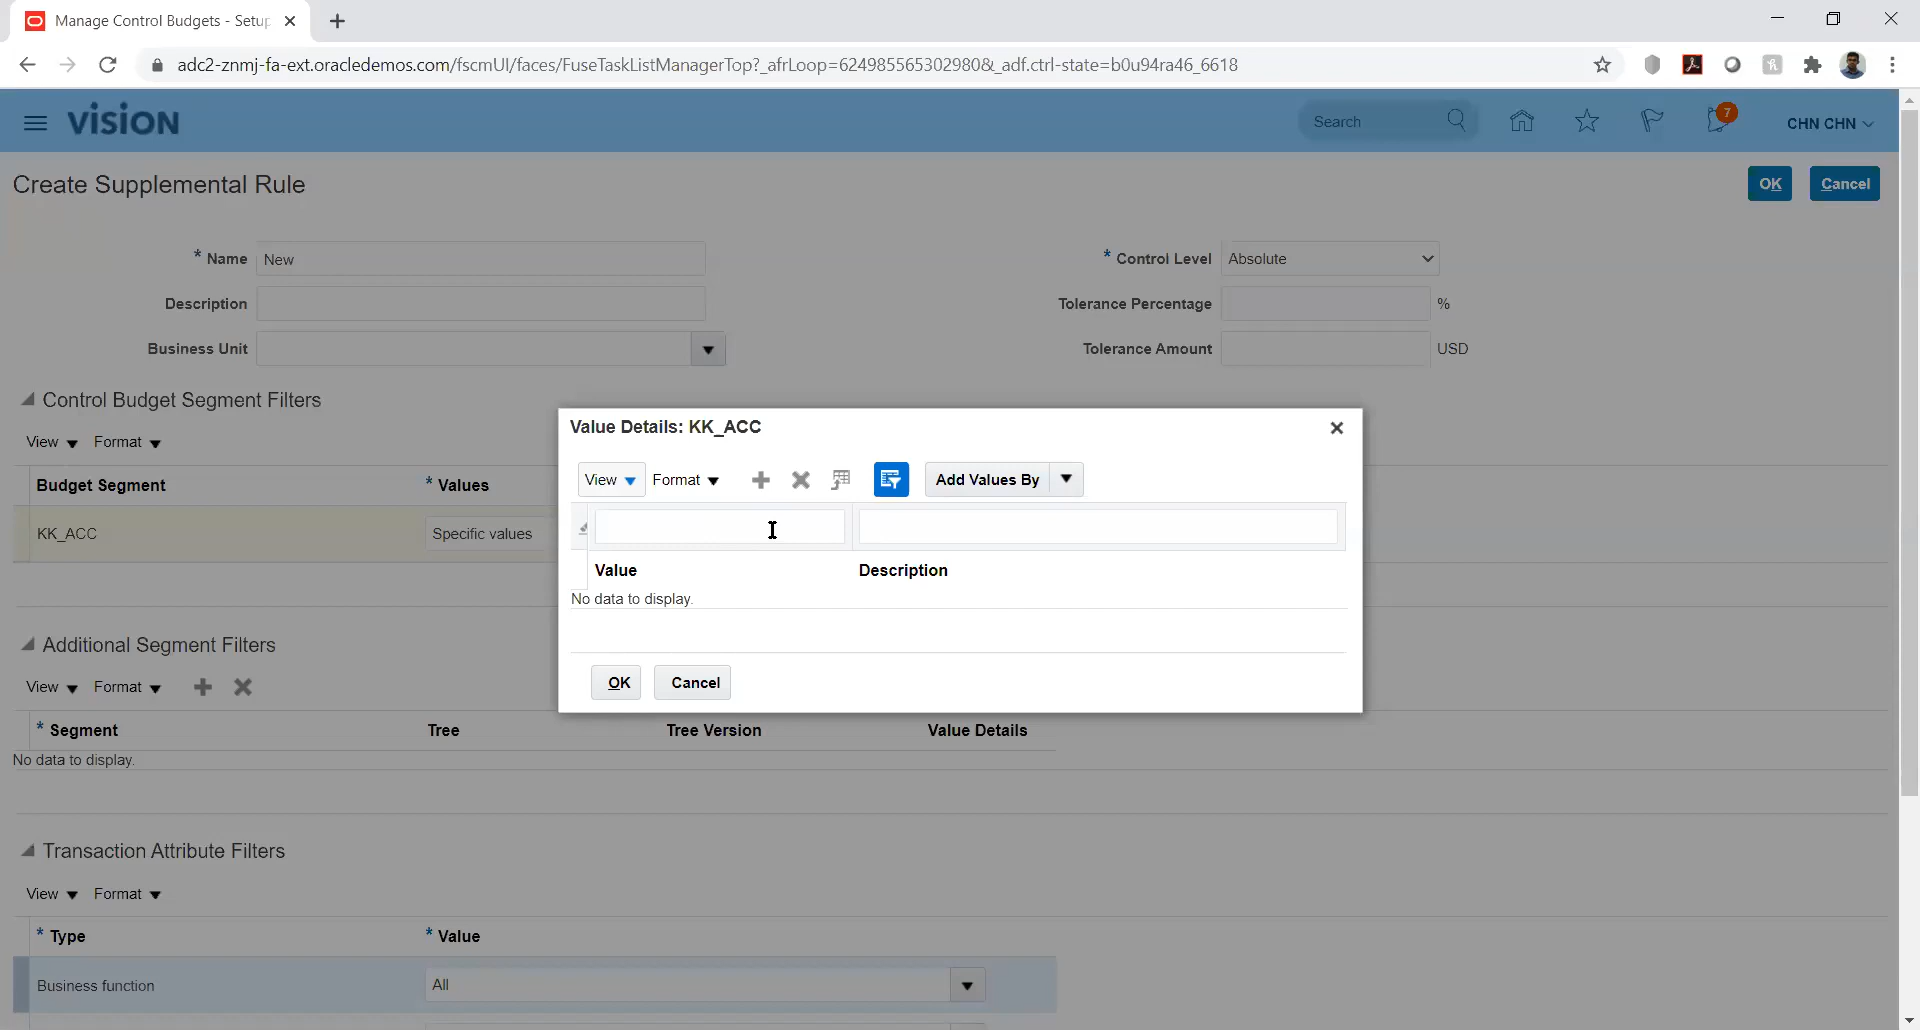 Manage Control Budgets - Setup
adc2-znmj-fa-ext.oracledemos.com/fscmUI/faces/FuseTaskListManagerTop?_afrLoop=62498556530298​0&_adf.ctrl-state=b0u94ra46_6618
vision
Search
7
CHN CHN
Create Supplemental Rule
OK
Cancel
* Name New
* Control Level Absolute
Description
Tolerance Percentage %
Business Unit
Tolerance Amount USD
Control Budget Segment Filters
View Format
Budget Segment * Values
KK_ACC Specific values
Value Details: KK_ACC
View Format Add Values By
Value Description
No data to display.
OK Cancel
Additional Segment Filters
View Format
* Segment Tree Tree Version Value Details
No data to display.
Transaction Attribute Filters
View Format
* Type * Value
Business function All